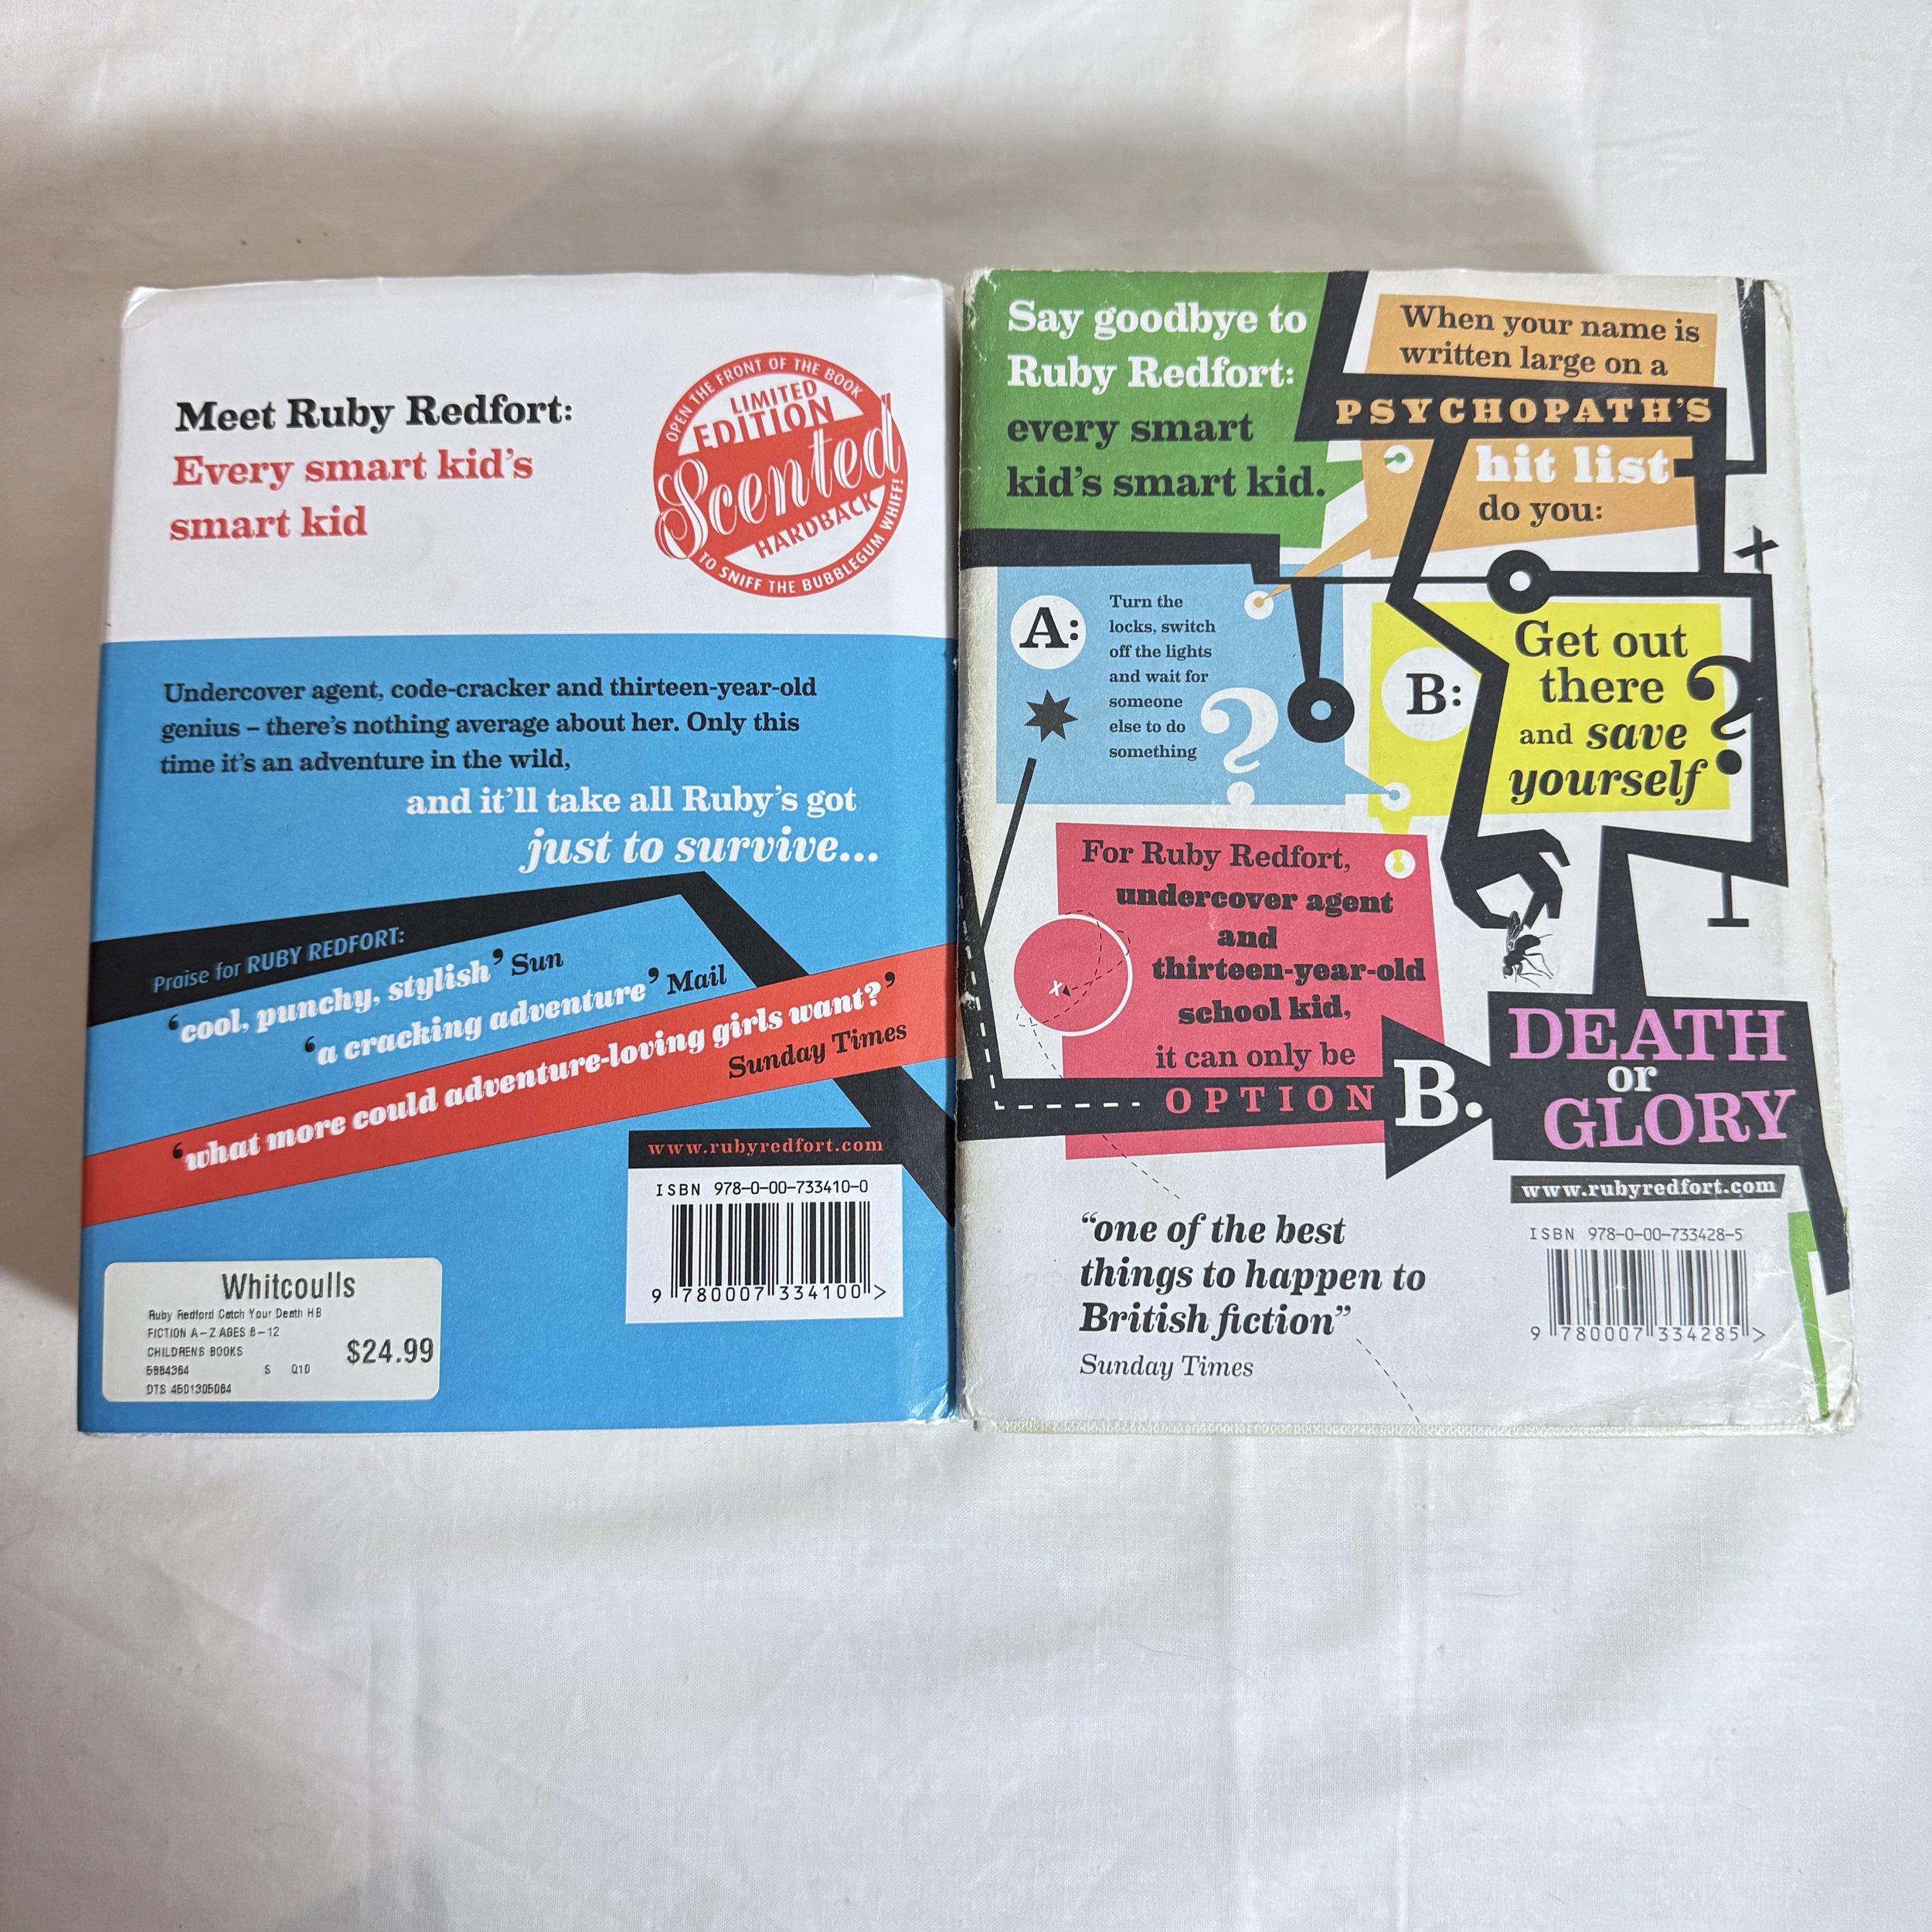 Meet Ruby Redfort:
Every smart kid's
smart kid
OPEN THE FRONT OF THE BOOK
LIMITED
EDITION
Scented
HARDBACK
TO SNIFF THE BUBBLEGUM WHIFF!
Undercover agent, code-cracker and thirteen-year-old
genius – there's nothing average about her. Only this
time it's an adventure in the wild,
and it'll take all Ruby's got
just to survive...
Praise for RUBY REDFORT:
'cool, punchy, stylish' Sun
'a cracking adventure' Mail
'what more could adventure-loving girls want?'
Sunday Times
www.rubyredfort.com
ISBN 978-0-00-733410-0
9 780007 334100 >
Whitcoulls
Ruby Redford Catch Your Death HB
FICTION A-Z AGES 8-12
CHILDRENS BOOKS
$24.99
5984364 S Q10
DTS 4501305084
Say goodbye to
Ruby Redfort:
every smart
kid's smart kid.
When your name is
written large on a
PSYCHOPATH'S
hit list
do you:
A:
Turn the
locks, switch
off the lights
and wait for
someone
else to do
something
?
B:
Get out
there
and save
yourself
?
For Ruby Redfort,
undercover agent
and
thirteen-year-old
school kid,
it can only be
OPTION B.
DEATH
or
GLORY
www.rubyredfort.com
"one of the best
things to happen to
British fiction"
Sunday Times
ISBN 978-0-00-733428-5
9 780007 334285 >